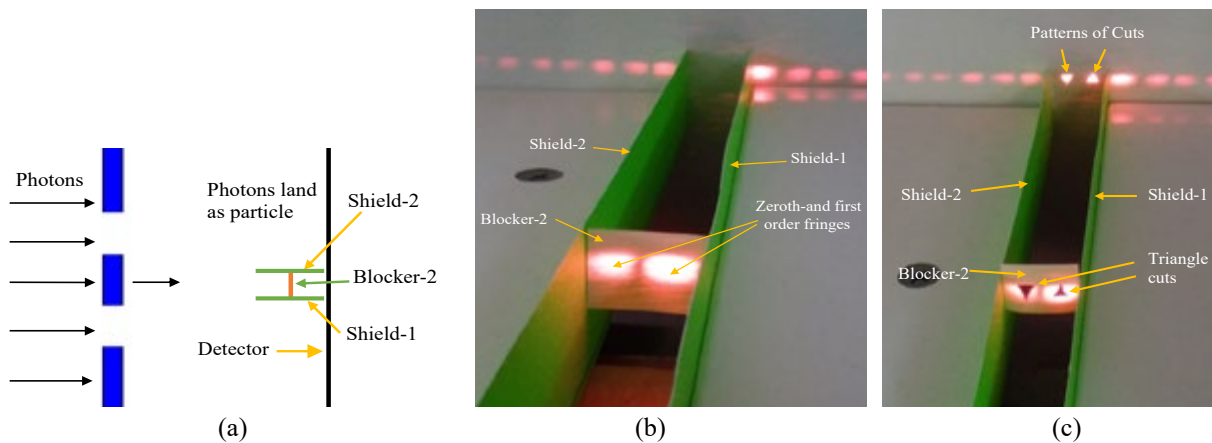 Photons
Photons land
as particle
Shield-2
Blocker-2
Shield-1
Detector
(a)
Shield-2
Shield-1
Blocker-2
Zeroth-and first
order fringes
(b)
Patterns of Cuts
Shield-2
Shield-1
Blocker-2
Triangle
cuts
(c)